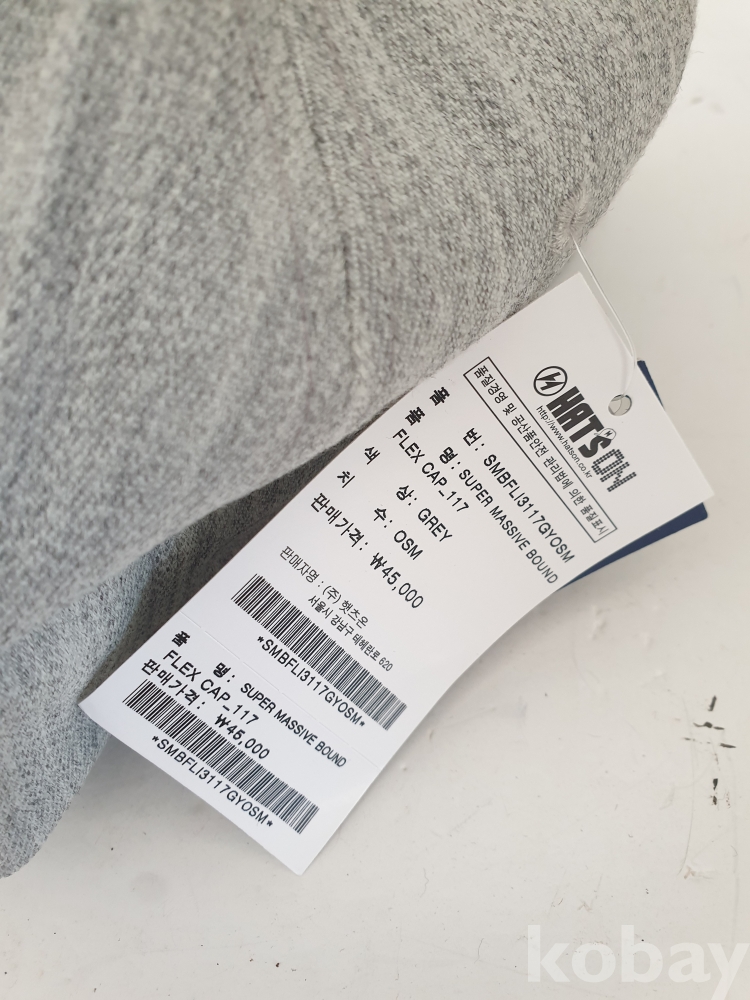 HATS ON
http://www.hatson.co.kr
품질경영 및 공산품안전 관리법에 의한 품질표시
품 번 : SMBFLI3117GYOSM
품 명 : SUPER MASSIVE BOUND
FLEX CAP_117
색 상 : GREY
치 수 : OSM
판매가격 : ₩45,000
판매자명 : (주) 햇츠온
서울시 강남구 테헤란로 620
*SMBFLI3117GYOSM*
품 명 : SUPER MASSIVE BOUND
FLEX CAP_117
판매가격 : ₩45,000
*SMBFLI3117GYOSM*
kobay